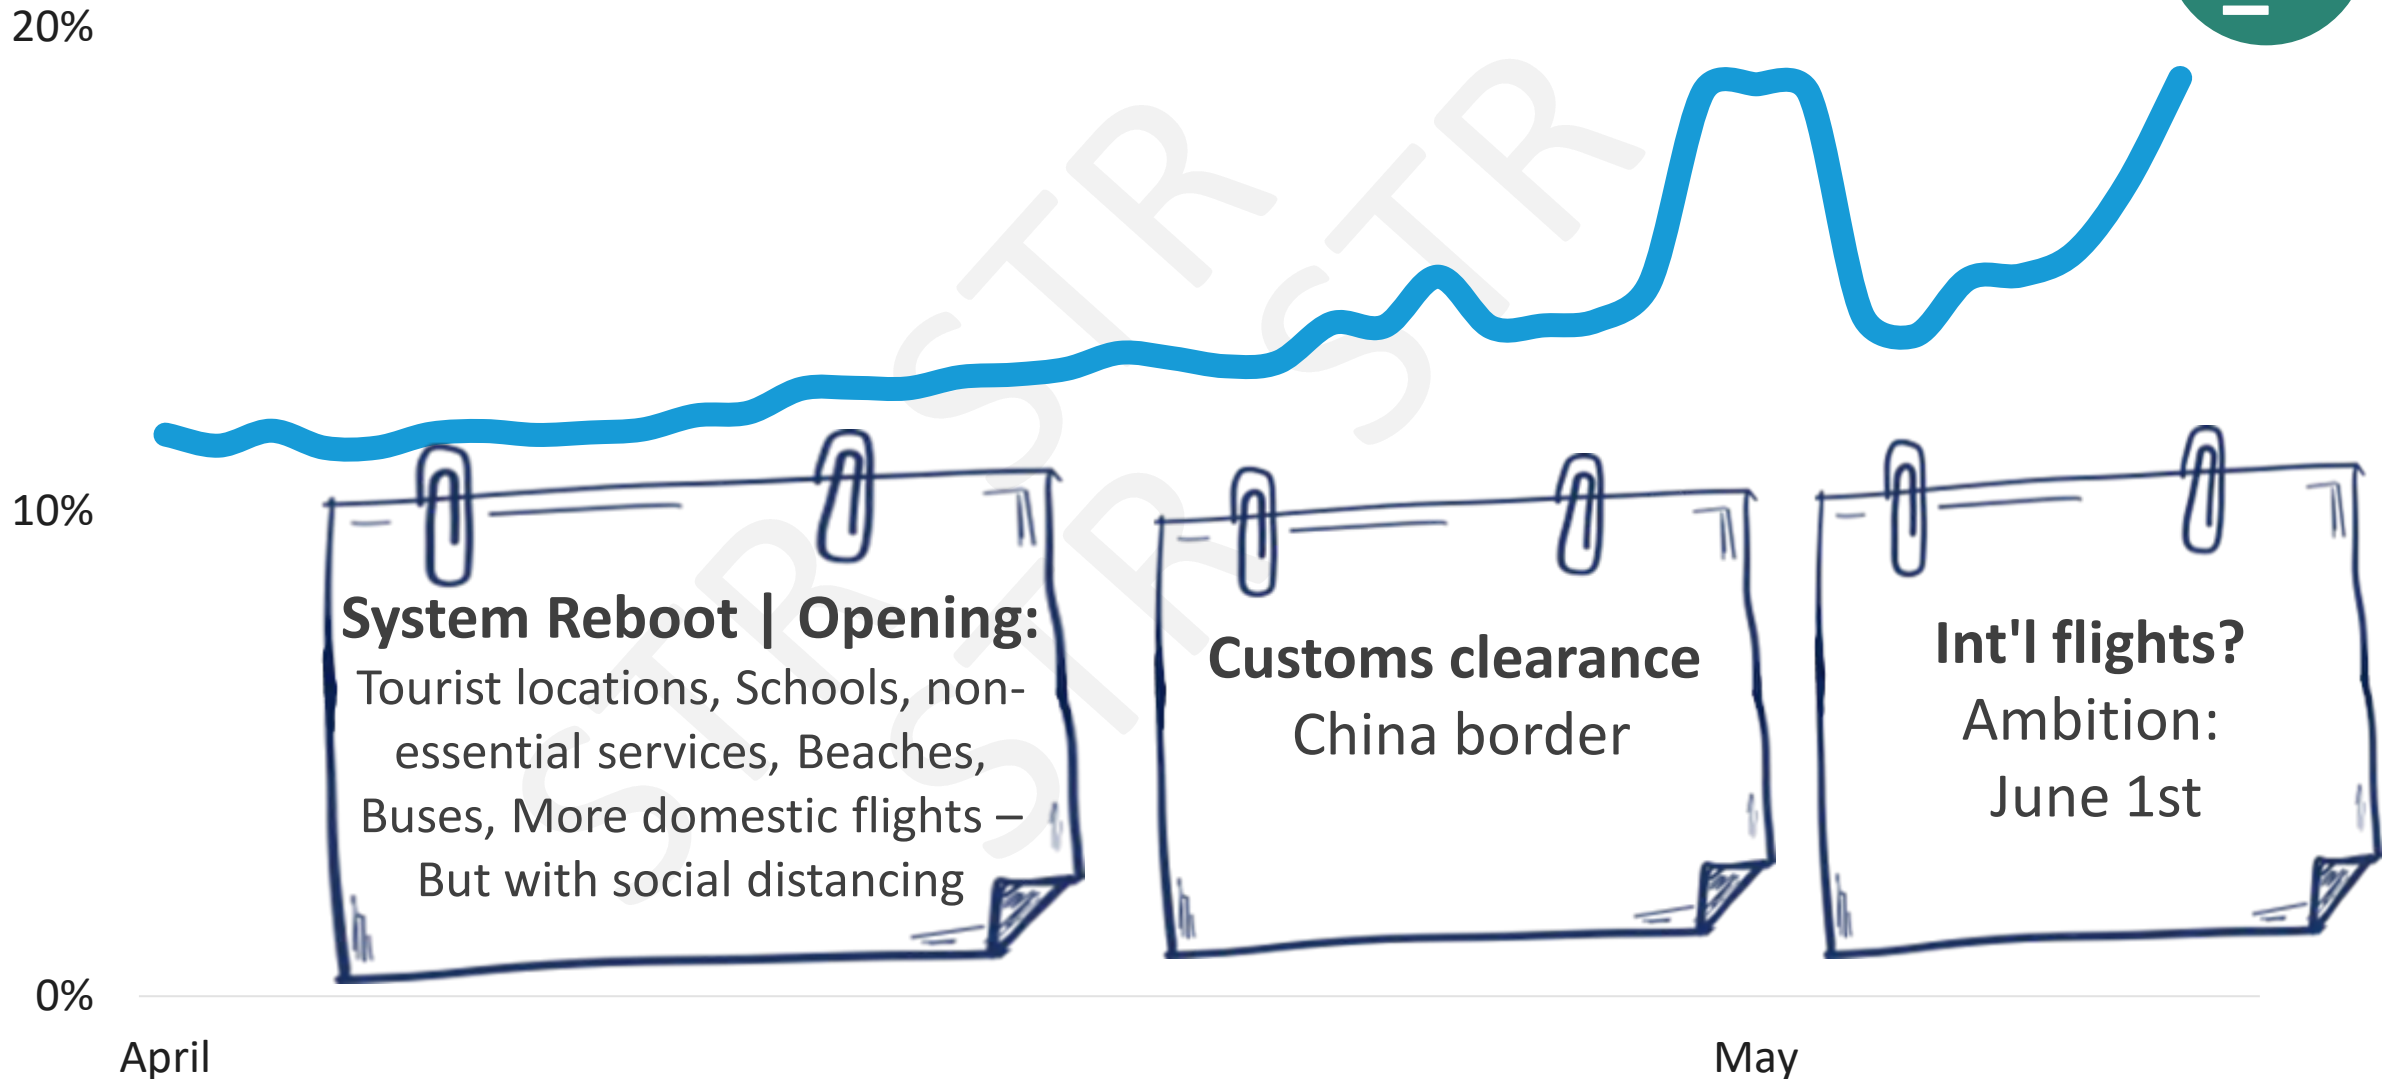 20%
10%
0%
System Reboot | Opening:
Tourist locations, Schools, non-
essential services, Beaches,
Buses, More domestic flights –
But with social distancing
Customs clearance
China border
Int'l flights?
Ambition:
June 1st
April
May
STR
STR
STR
STR